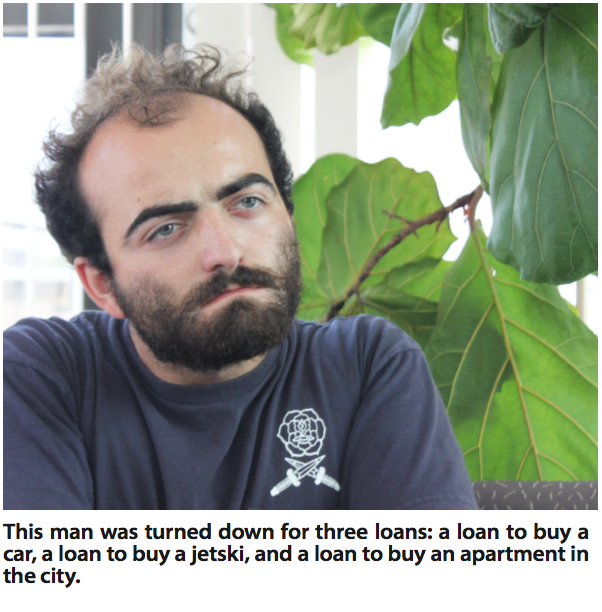 This man was turned down for three loans: a loan to buy a
car, a loan to buy a jetski, and a loan to buy an apartment in
the city.